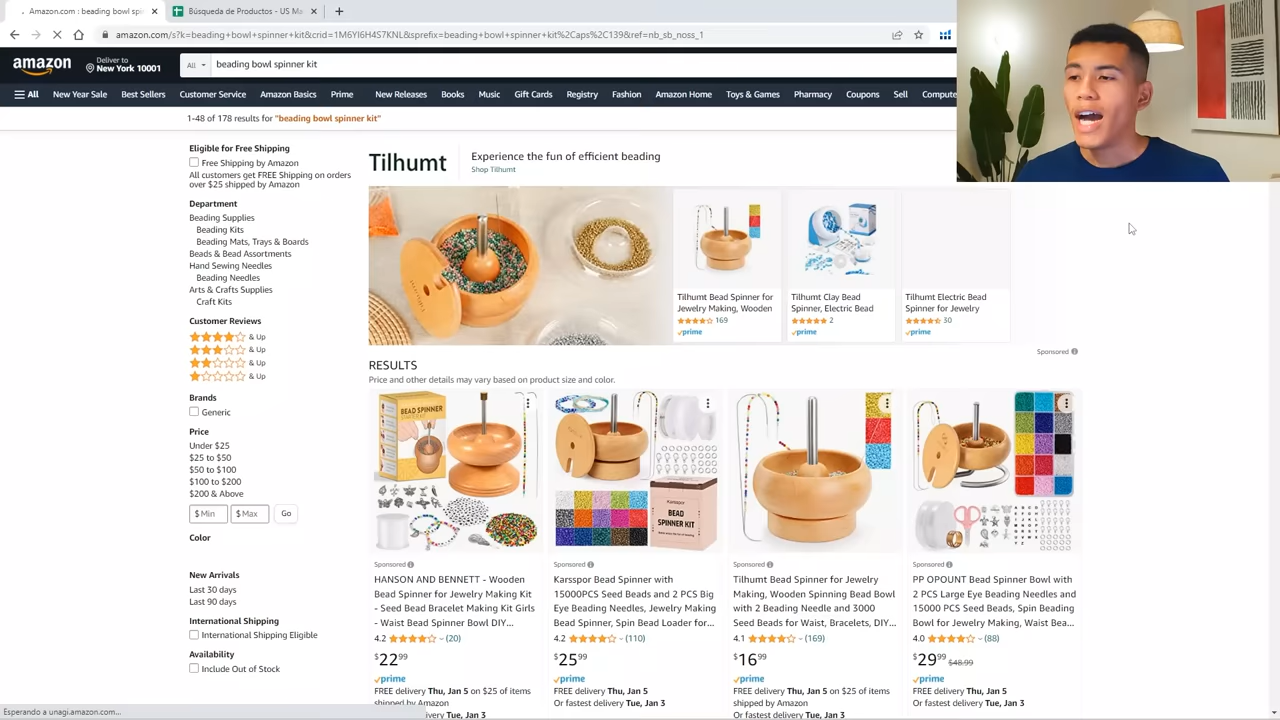 Amazon.com : beading bowl spi
Búsqueda de Productos - US Ma
amazon.com/s?k=beading+bowl+spinner+kit&crid=1M6YI6H4S7KNL&sprefix=beading+bowl+spinner+kit%2Caps%2C139&ref=nb_sb_noss_1
amazon
Deliver to
New York 10001
All
beading bowl spinner kit
All New Year Sale Best Sellers Customer Service Amazon Basics Prime New Releases Books Music Gift Cards Registry Fashion Amazon Home Toys & Games Pharmacy Coupons Sell Compute
1-48 of 178 results for "beading bowl spinner kit"
Eligible for Free Shipping
Free Shipping by Amazon
All customers get FREE Shipping on orders
over $25 shipped by Amazon
Department
Beading Supplies
Beading Kits
Beading Mats, Trays & Boards
Beads & Bead Assortments
Hand Sewing Needles
Beading Needles
Arts & Crafts Supplies
Craft Kits
Customer Reviews
& Up
& Up
& Up
& Up
Brands
Generic
Price
Under $25
$25 to $50
$50 to $100
$100 to $200
$200 & Above
$ Min $ Max Go
Color
New Arrivals
Last 30 days
Last 90 days
International Shipping
International Shipping Eligible
Availability
Include Out of Stock
Tilhumt
Experience the fun of efficient beading
Shop Tilhumt
Tilhumt Bead Spinner for
Jewelry Making, Wooden
169
prime
Tilhumt Clay Bead
Spinner, Electric Bead
2
prime
Tilhumt Electric Bead
Spinner for Jewelry
30
prime
Sponsored
RESULTS
Price and other details may vary based on product size and color.
BEAD SPINNER
Sponsored
HANSON AND BENNETT - Wooden
Bead Spinner for Jewelry Making Kit
- Seed Bead Bracelet Making Kit Girls
- Waist Bead Spinner Bowl DIY...
4.2 (20)
$22.99
prime
FREE delivery Thu, Jan 5 on $25 of items
shipped by Amazon
livery Tue, Jan 3
Karsspor
BEAD
SPINNER KIT
Sponsored
Karsspor Bead Spinner with
15000PCS Seed Beads and 2 PCS Big
Eye Beading Needles, Jewelry Making
Bead Spinner, Spin Bead Loader for...
4.2 (110)
$25.99
prime
FREE delivery Thu, Jan 5
Or fastest delivery Tue, Jan 3
Sponsored
Tilhumt Bead Spinner for Jewelry
Making, Wooden Spinning Bead Bowl
with 2 Beading Needle and 3000
Seed Beads for Waist, Bracelets, DIY...
4.1 (169)
$16.99
prime
FREE delivery Thu, Jan 5 on $25 of items
shipped by Amazon
Or fastest delivery Tue, Jan 3
Sponsored
PP OPOUNT Bead Spinner Bowl with
2 PCS Large Eye Beading Needles and
15000 PCS Seed Beads, Spin Beading
Bowl for Jewelry Making, Waist Bea...
4.0 (88)
$29.99 $48.99
prime
FREE delivery Thu, Jan 5
Or fastest delivery Tue, Jan 3
Esperando a unagi.amazon.com...